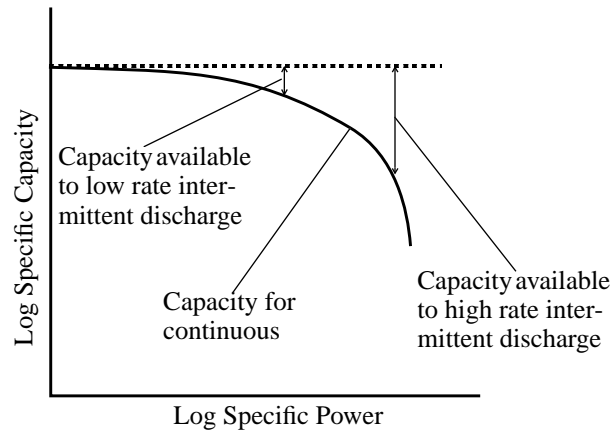 Log Specific Capacity
Capacity available
to low rate inter-
mittent discharge
Capacity for
continuous
Capacity available
to high rate inter-
mittent discharge
Log Specific Power